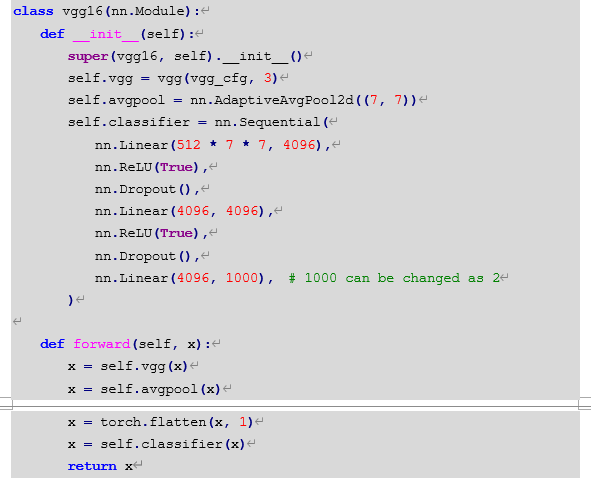 class vgg16(nn.Module):↵
def __init__(self):↵
super(vgg16, self).__init__()↵
self.vgg = vgg(vgg_cfg, 3)↵
self.avgpool = nn.AdaptiveAvgPool2d((7, 7))↵
self.classifier = nn.Sequential(↵
nn.Linear(512 * 7 * 7, 4096),↵
nn.ReLU(True),↵
nn.Dropout(),↵
nn.Linear(4096, 4096),↵
nn.ReLU(True),↵
nn.Dropout(),↵
nn.Linear(4096, 1000),  # 1000 can be changed as 2↵
)↵
↵
def forward(self, x):↵
x = self.vgg(x)↵
x = self.avgpool(x)↵
x = torch.flatten(x, 1)↵
x = self.classifier(x)↵
return x↵